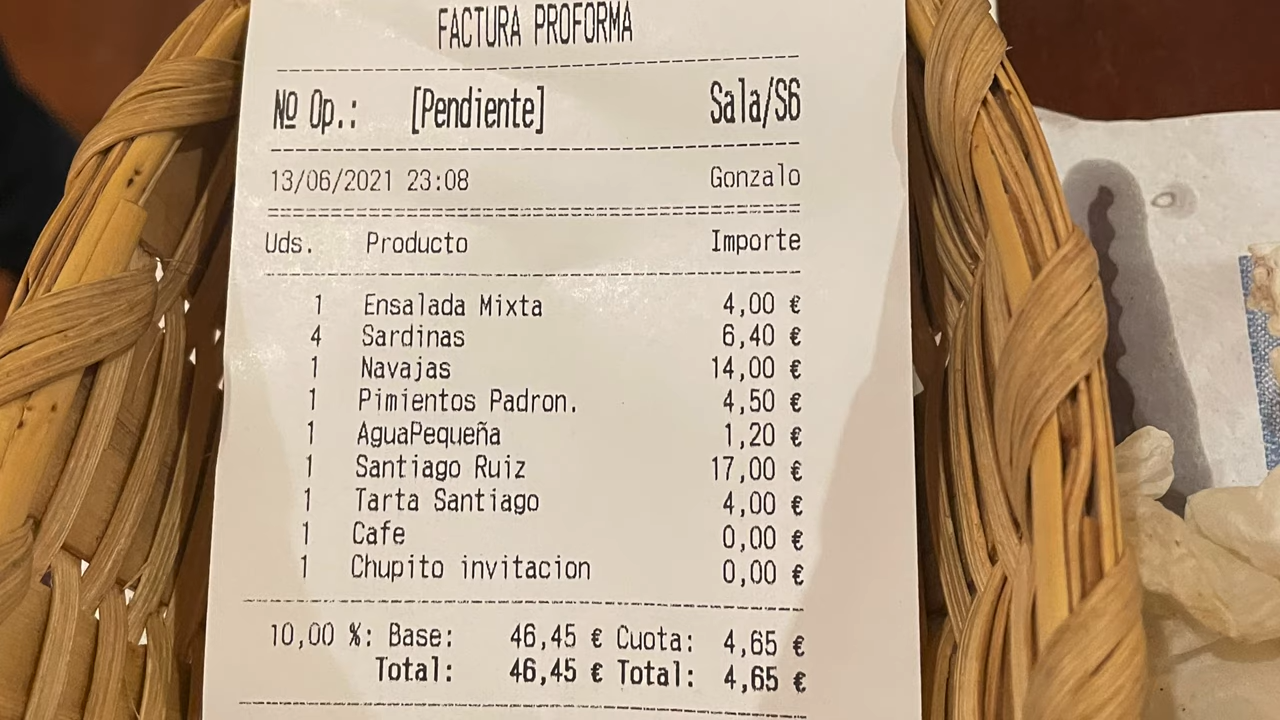 FACTURA PROFORMA
Nº Op.: [Pendiente] Sala/S6
13/06/2021 23:08 Gonzalo
Uds. Producto Importe
1 Ensalada Mixta 4,00 €
4 Sardinas 6,40 €
1 Navajas 14,00 €
1 Pimientos Padron. 4,50 €
1 AguaPequeña 1,20 €
1 Santiago Ruiz 17,00 €
1 Tarta Santiago 4,00 €
1 Cafe 0,00 €
1 Chupito invitacion 0,00 €
10,00 %: Base: 46,45 € Cuota: 4,65 €
Total: 46,45 € Total: 4,65 €